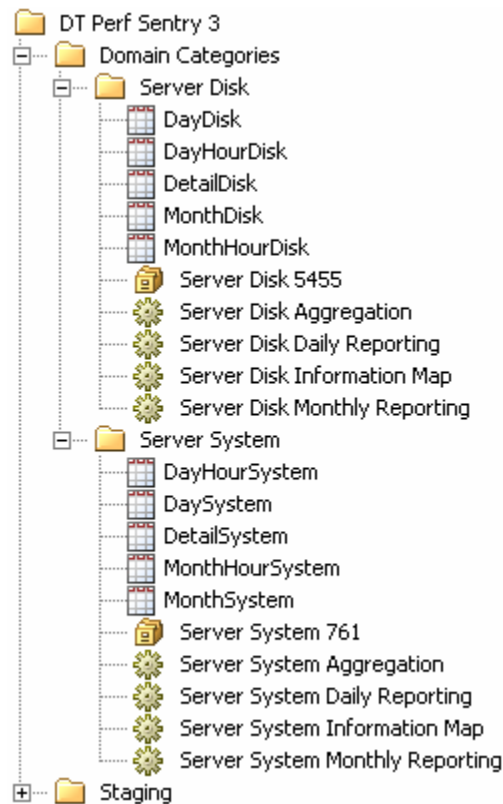 DT Perf Sentry 3
Domain Categories
Server Disk
DayDisk
DayHourDisk
DetailDisk
MonthDisk
MonthHourDisk
Server Disk 5455
Server Disk Aggregation
Server Disk Daily Reporting
Server Disk Information Map
Server Disk Monthly Reporting
Server System
DayHourSystem
DaySystem
DetailSystem
MonthHourSystem
MonthSystem
Server System 761
Server System Aggregation
Server System Daily Reporting
Server System Information Map
Server System Monthly Reporting
Staging